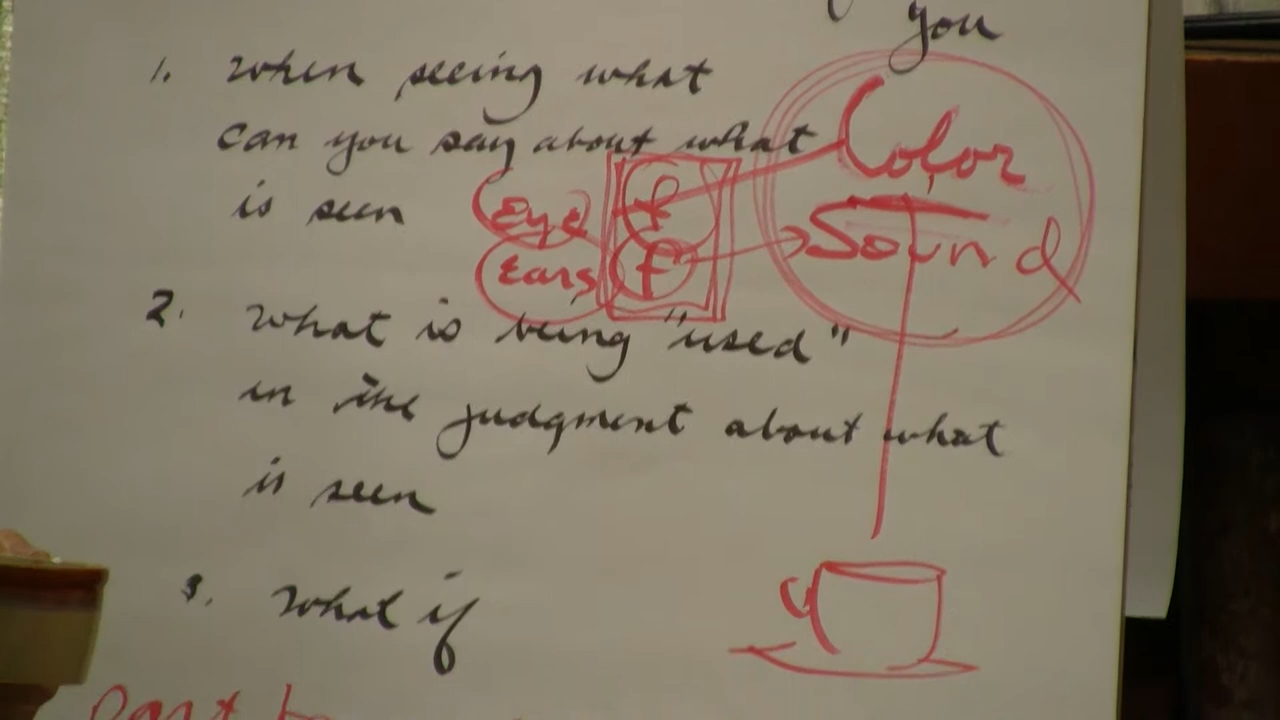 you
1. When seeing what
can you say about what
is seen
Color
Eye f
Sound
Ears f
2. What is being "used"
in the judgment about what
is seen
3. What if
Part